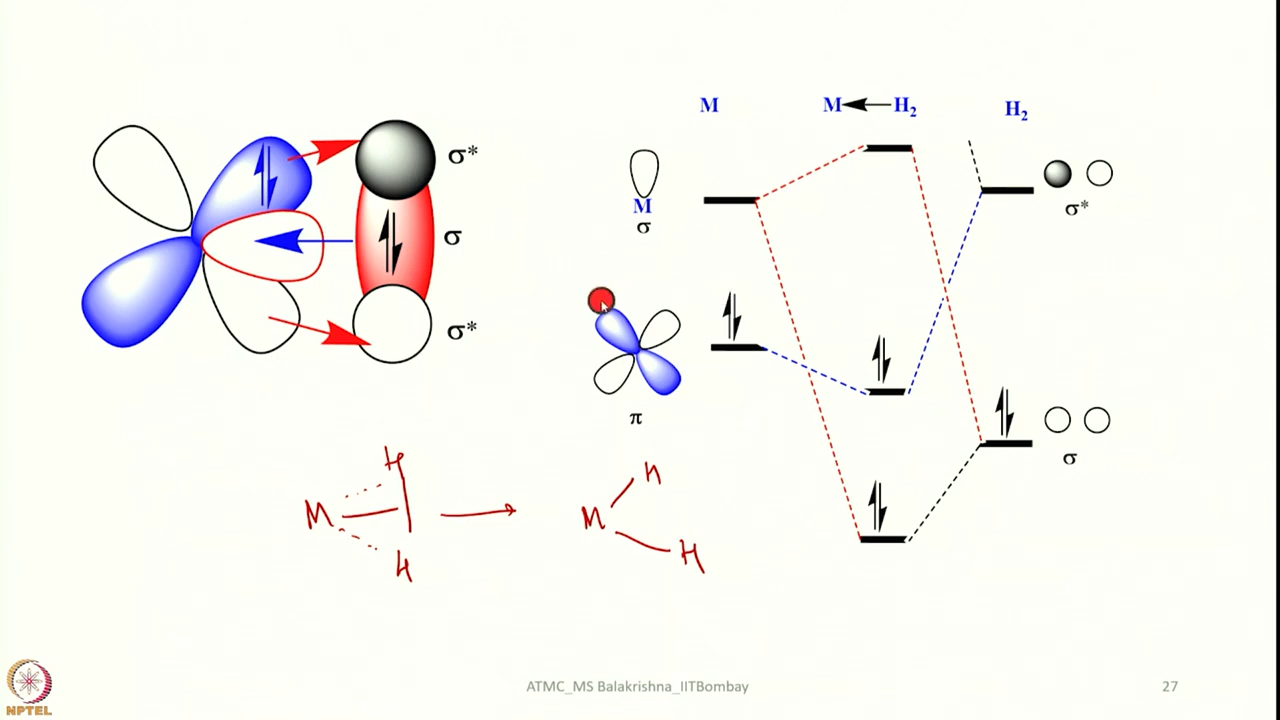 M
M H₂
H₂
σ*
σ
σ*
M
σ
σ*
π
σ
H
M
H
H
M
H
NPTEL
ATMC_MS Balakrishna_IITBombay
27